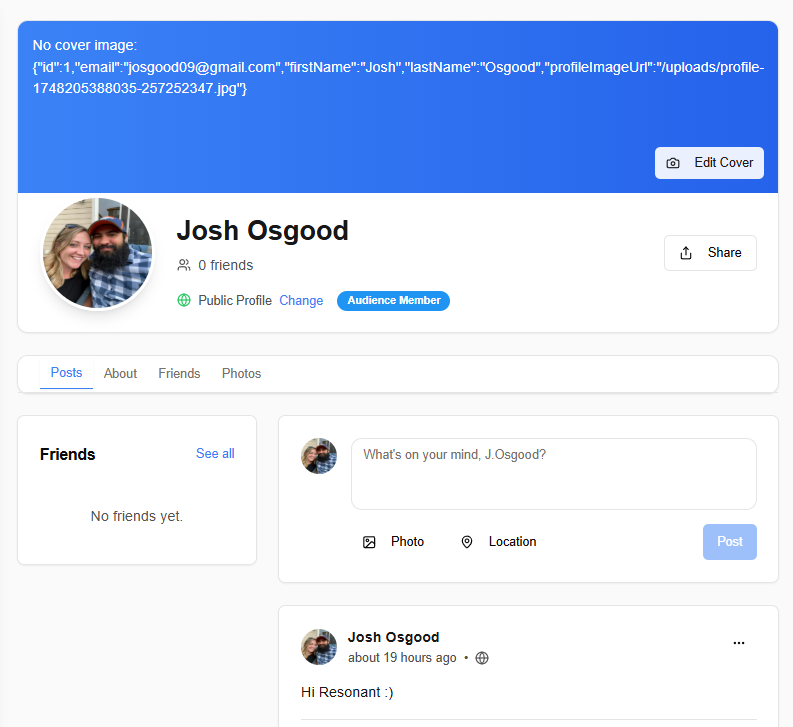 No cover image:
{"id":1,"email":"josgood09@gmail.com","firstName":"Josh","lastName":"Osgood","profileImageUrl":"/uploads/profile-
1748205388035-257252347.jpg"}
Edit Cover
Josh Osgood
0 friends
Share
Public Profile Change Audience Member
Posts About Friends Photos
Friends See all
No friends yet.
What's on your mind, J.Osgood?
Photo Location Post
Josh Osgood
...
about 19 hours ago •
Hi Resonant :)